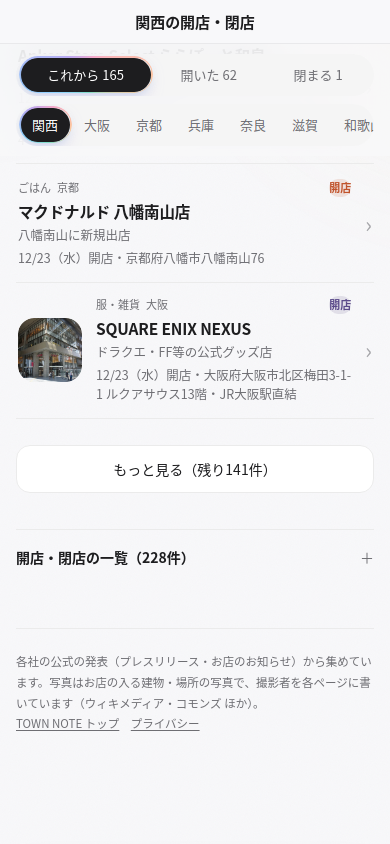 関西の開店・閉店
これから 165 開いた 62 閉まる 1
関西 大阪 京都 兵庫 奈良 滋賀 和歌
ごはん 京都 開店
マクドナルド 八幡南山店
八幡南山に新規出店
12/23（水）開店・京都府八幡市八幡南山76
服・雑貨 大阪 開店
SQUARE ENIX NEXUS
ドラクエ・FF等の公式グッズ店
12/23（水）開店・大阪府大阪市北区梅田3-1-
1 ルクアサウス13階・JR大阪駅直結
もっと見る（残り141件）
開店・閉店の一覧（228件）
各社の公式の発表（プレスリリース・お店のお知らせ）から集めてい
ます。写真はお店の入る建物・場所の写真で、撮影者を各ページに書
いています（ウィキメディア・コモンズ ほか）。
TOWN NOTE トップ プライバシー